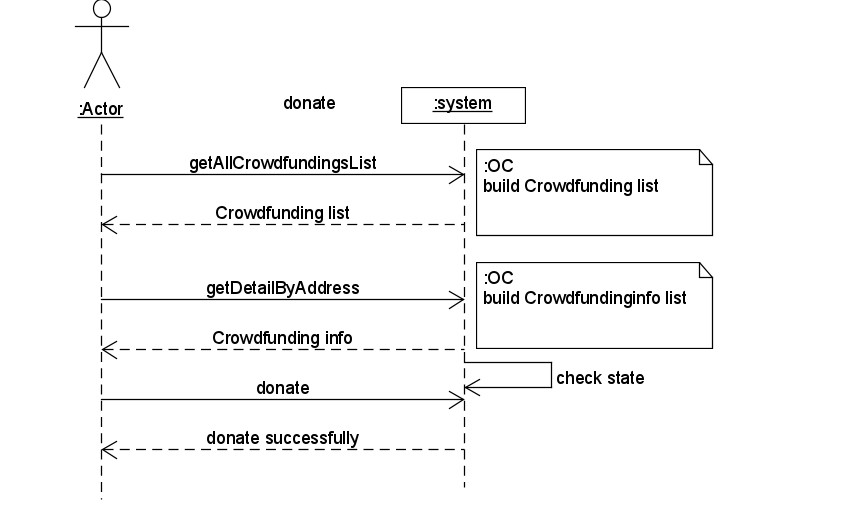 :Actor
donate
:system
getAllCrowdfundingsList
:OC
build Crowdfunding list
Crowdfunding list
getDetailByAddress
:OC
build Crowdfundinginfo list
Crowdfunding info
check state
donate
donate successfully